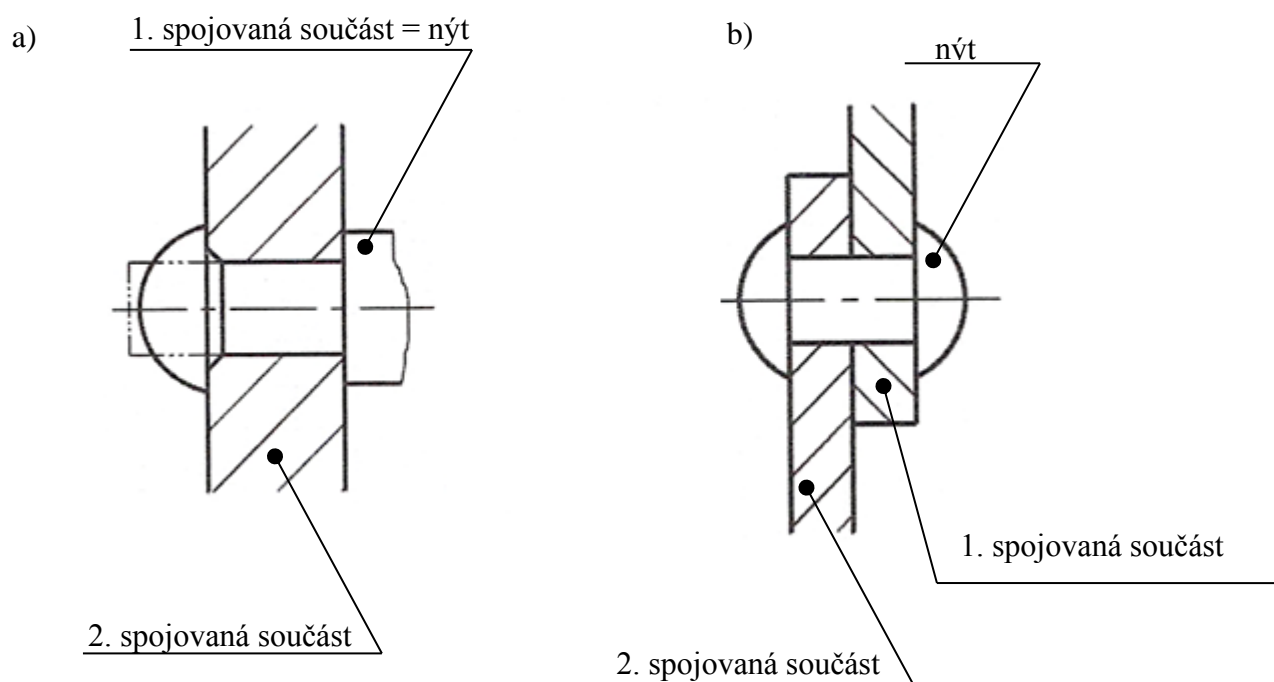 a)
1. spojovaná součást = nýt
2. spojovaná součást
b)
nýt
1. spojovaná součást
2. spojovaná součást